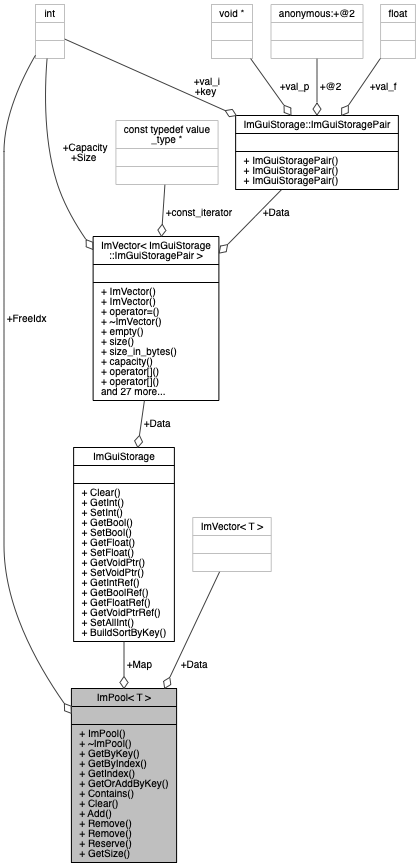 int
void *
anonymous:+@2
float
+val_i
+key
+val_p
+@2
+val_f
ImGuiStorage::ImGuiStoragePair
+ ImGuiStoragePair()
+ ImGuiStoragePair()
+ ImGuiStoragePair()
+Capacity
+Size
const typedef value
_type *
+const_iterator
+Data
ImVector< ImGuiStorage
::ImGuiStoragePair >
+ ImVector()
+ ImVector()
+ operator=()
+ ~ImVector()
+ empty()
+ size()
+ size_in_bytes()
+ capacity()
+ operator[]()
+ operator[]()
and 27 more...
+FreeIdx
+Data
ImGuiStorage
+ Clear()
+ GetInt()
+ SetInt()
+ GetBool()
+ SetBool()
+ GetFloat()
+ SetFloat()
+ GetVoidPtr()
+ SetVoidPtr()
+ GetIntRef()
+ GetBoolRef()
+ GetFloatRef()
+ GetVoidPtrRef()
+ SetAllInt()
+ BuildSortByKey()
ImVector< T >
+Map
+Data
ImPool< T >
+ ImPool()
+ ~ImPool()
+ GetByKey()
+ GetByIndex()
+ GetIndex()
+ GetOrAddByKey()
+ Contains()
+ Clear()
+ Add()
+ Remove()
+ Remove()
+ Reserve()
+ GetSize()